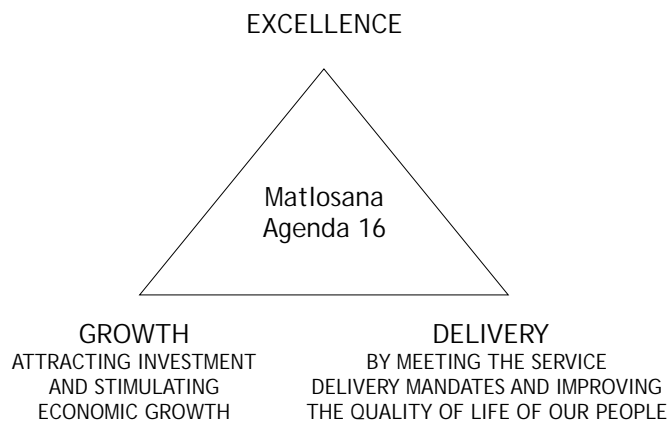 EXCELLENCE
Matlosana
Agenda 16
GROWTH
ATTRACTING INVESTMENT
AND STIMULATING
ECONOMIC GROWTH
DELIVERY
BY MEETING THE SERVICE
DELIVERY MANDATES AND IMPROVING
THE QUALITY OF LIFE OF OUR PEOPLE